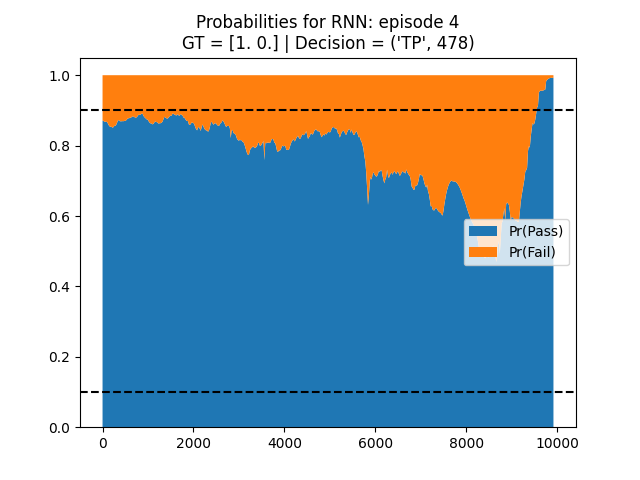 Probabilities for RNN: episode 4
GT = [1. 0.] | Decision = ('TP', 478)
1.0
0.8
0.6
0.4
0.2
0.0
Pr(Pass)
Pr(Fail)
0 2000 4000 6000 8000 10000